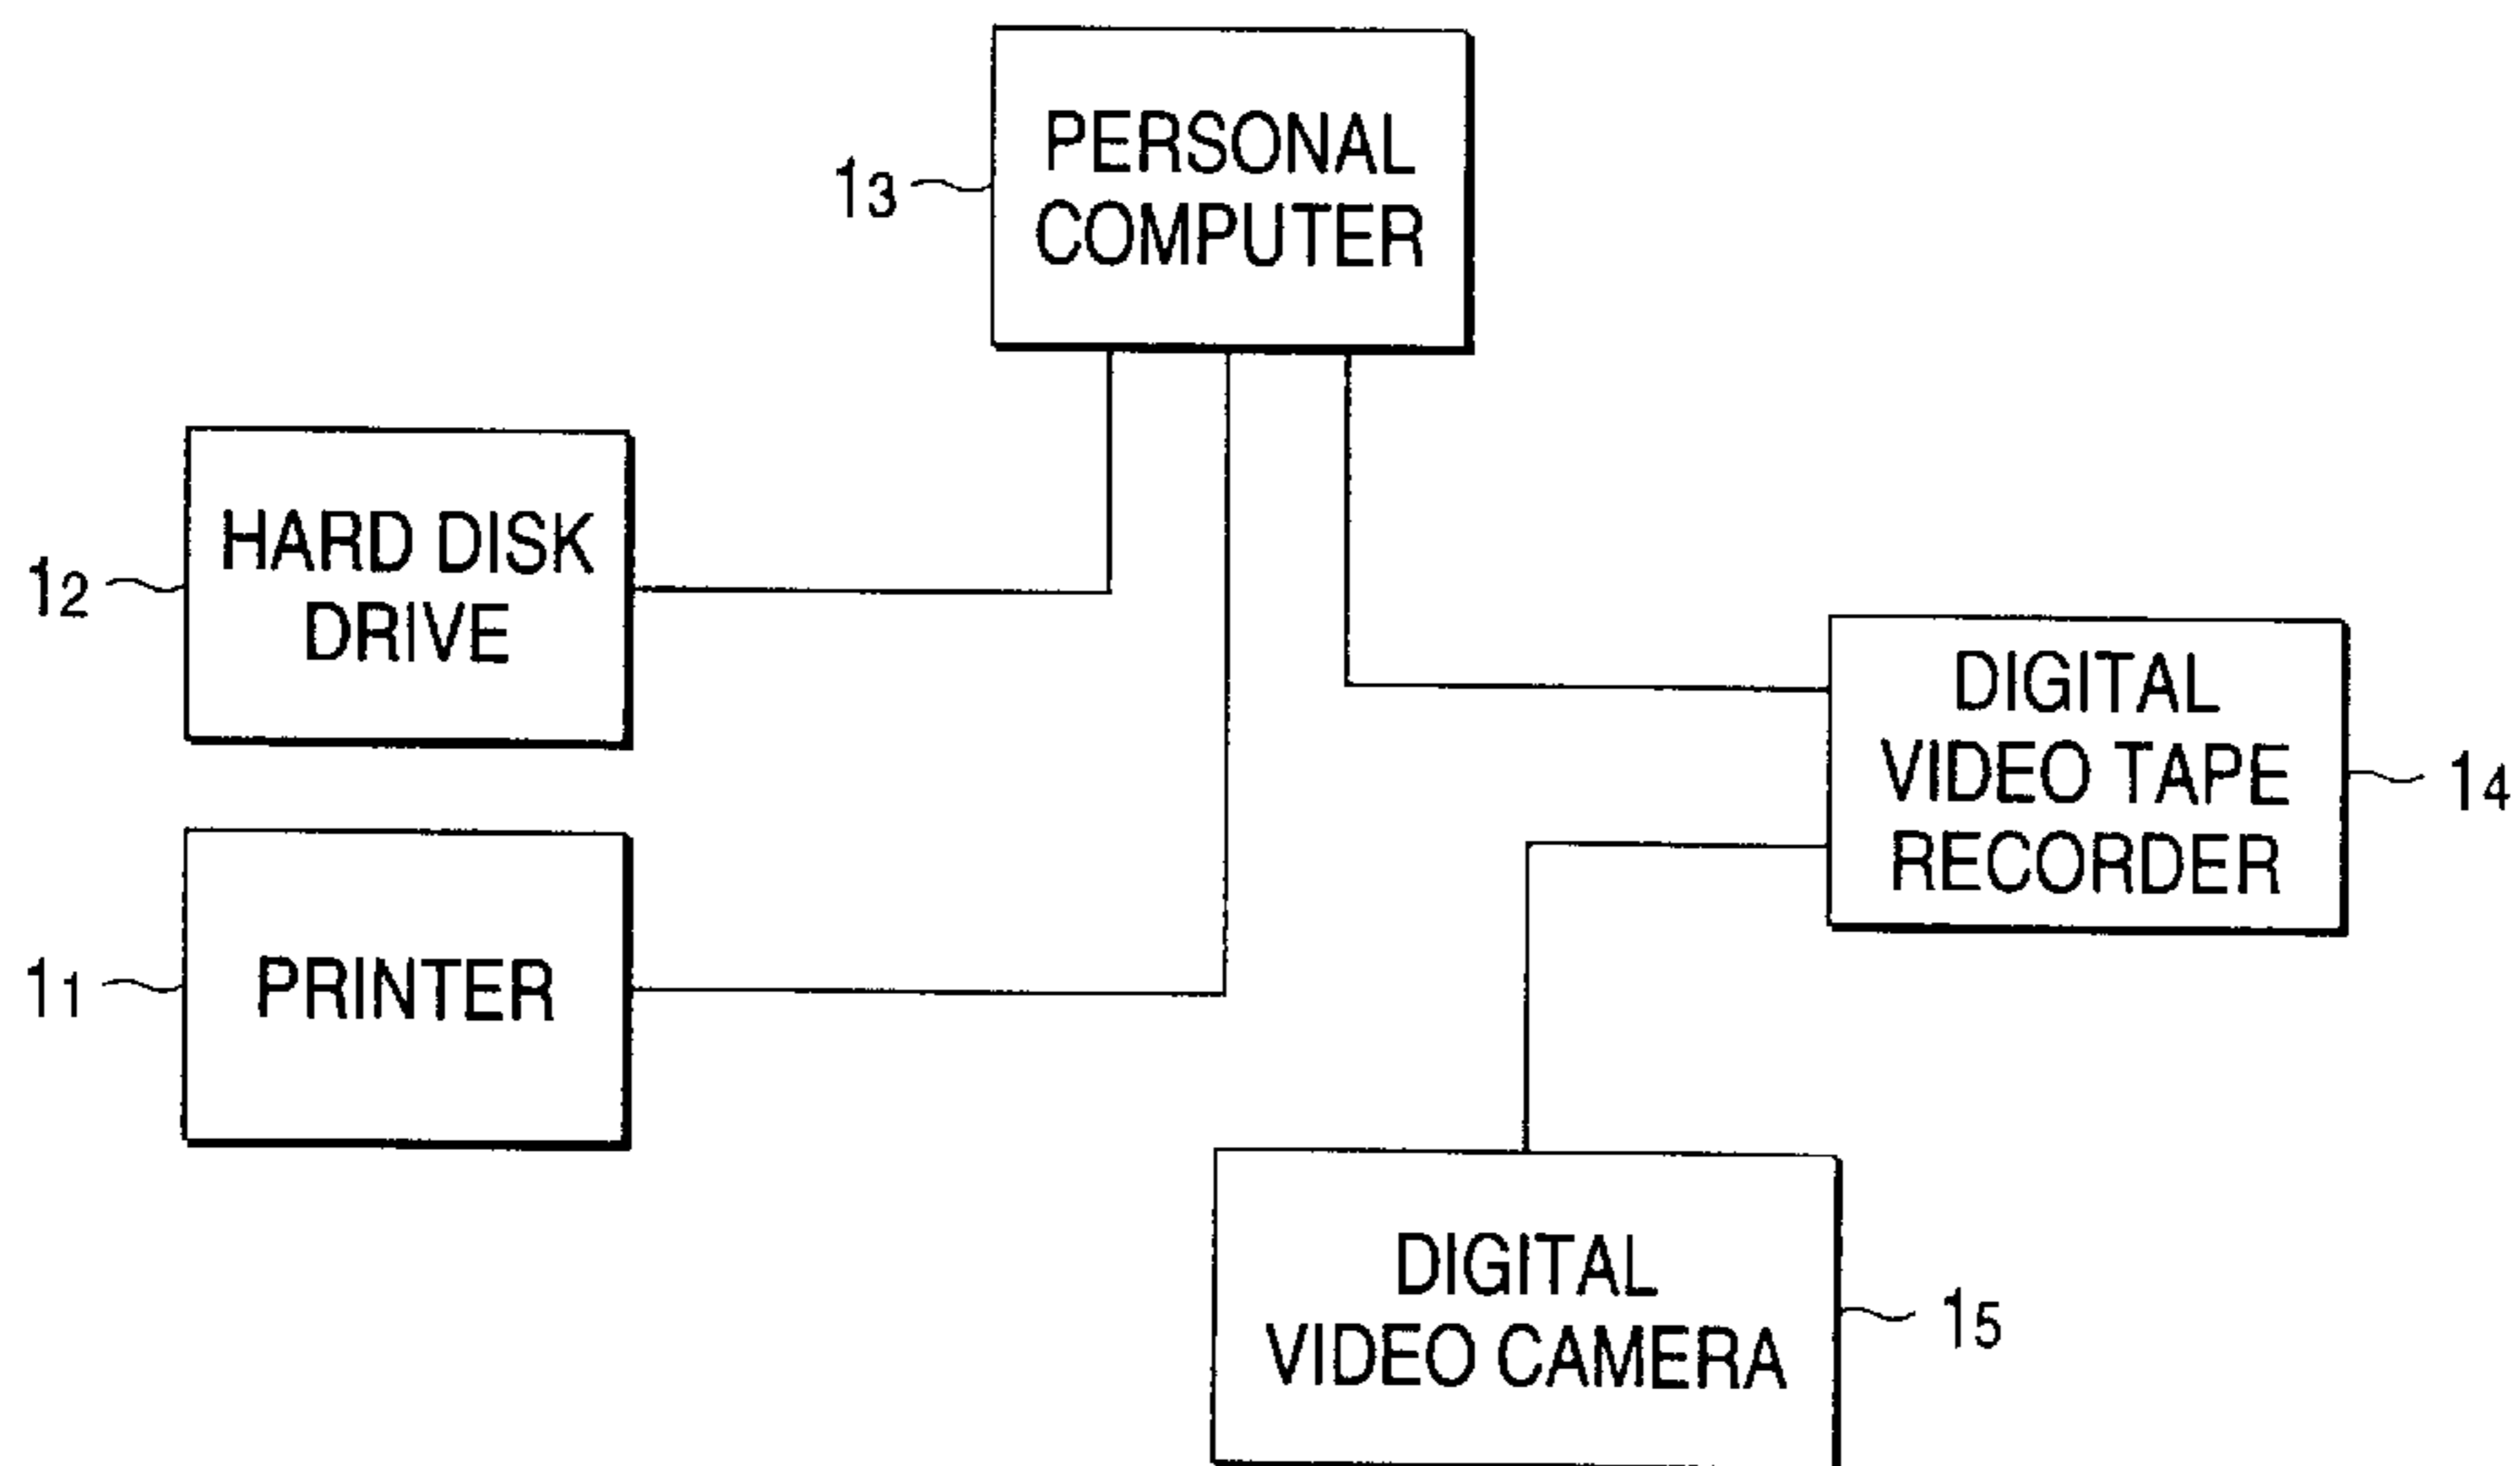 PERSONAL
COMPUTER
13
HARD DISK
DRIVE
12
DIGITAL
VIDEO TAPE
RECORDER
14
PRINTER
11
DIGITAL
VIDEO CAMERA
15